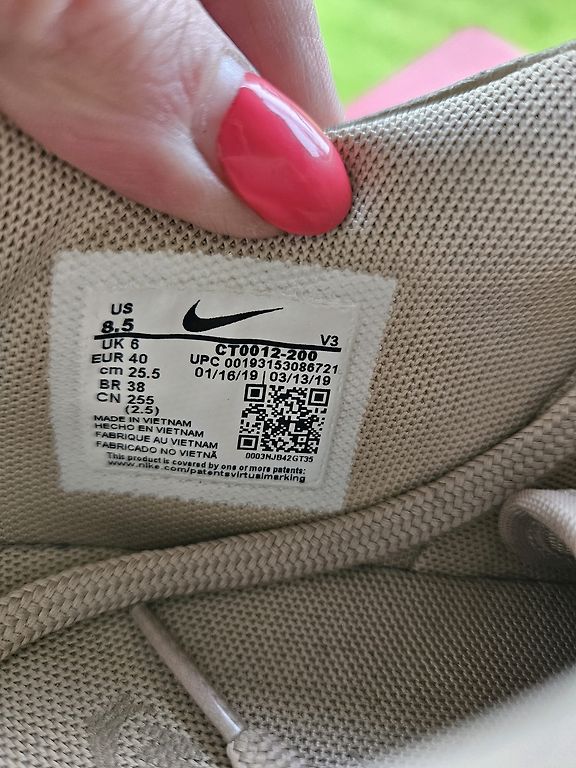 US
8.5
V3
UK 6
CT0012-200
EUR 40
UPC 00193153086721
cm 25.5
01/16/19 | 03/13/19
BR 38
CN 255
(2.5)
MADE IN VIETNAM
HECHO EN VIETNAM
FABRIQUE AU VIETNAM
FABRICADO NO VIETNÃ
0003NJB42GT35
This product is covered by one or more patents:
www.nike.com/patentsvirtualmarking